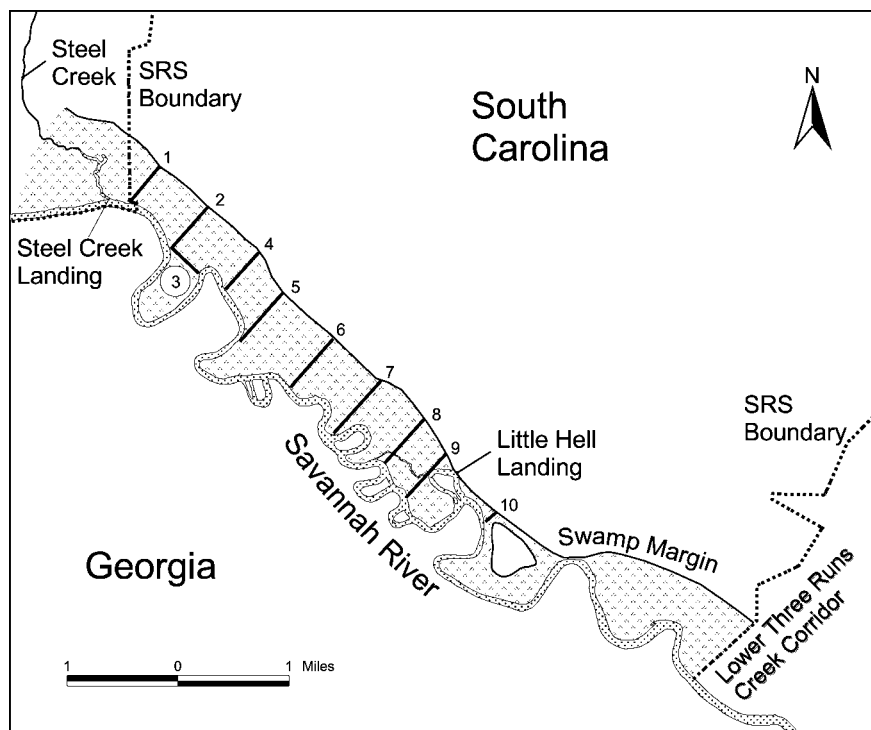 Steel
Creek
SRS
Boundary
South
Carolina
N
1
2
3
4
5
6
7
8
9
10
Steel Creek
Landing
Little Hell
Landing
SRS
Boundary
Savannah River
Swamp Margin
Georgia
Lower Three Runs
Creek Corridor
1 0 1 Miles